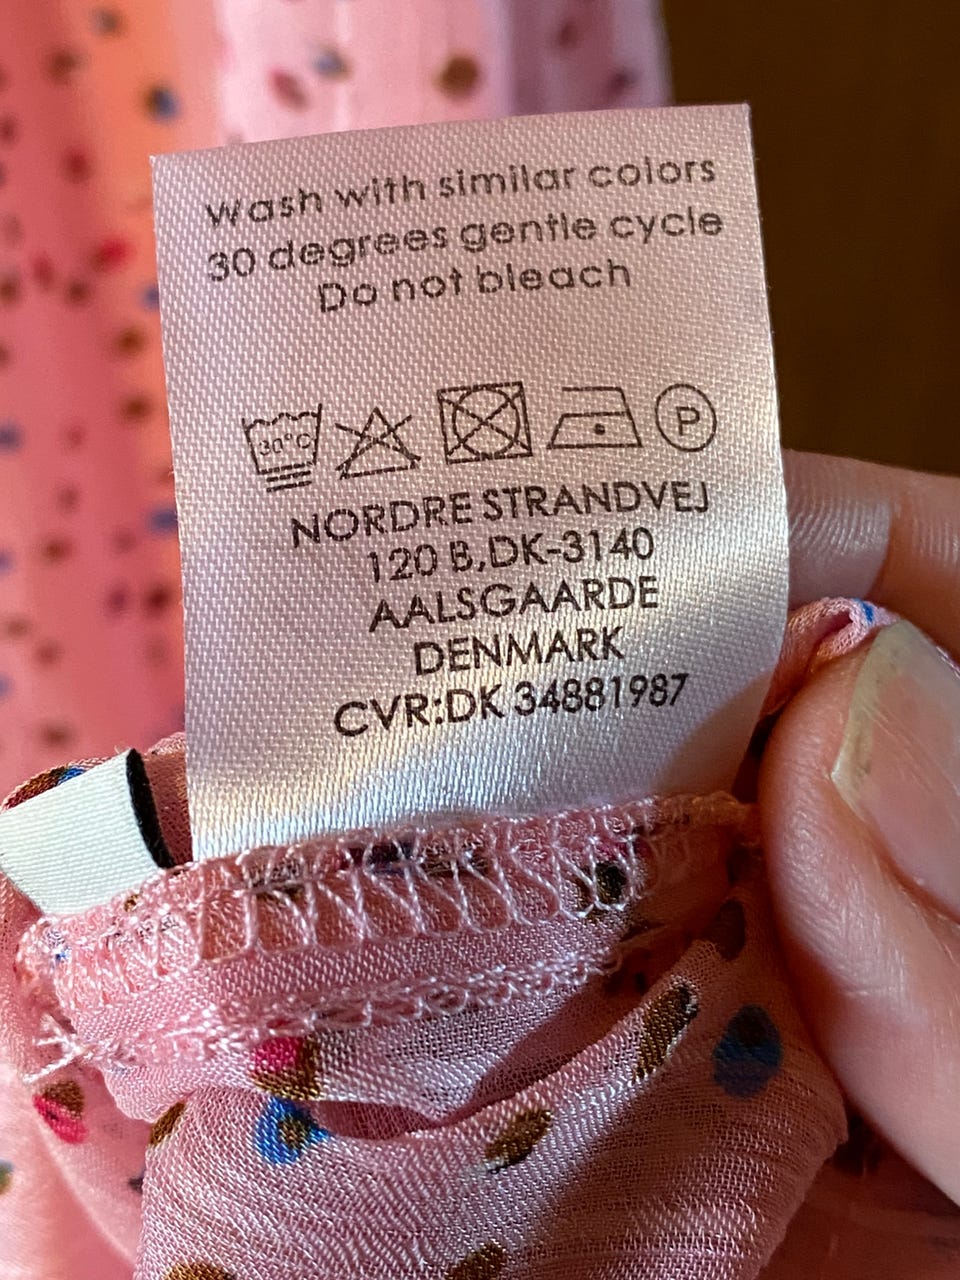 Wash with similar colors
30 degrees gentle cycle
Do not bleach
30°C P
NORDRE STRANDVEJ
120 B,DK-3140
AALSGAARDE
DENMARK
CVR:DK 34881987